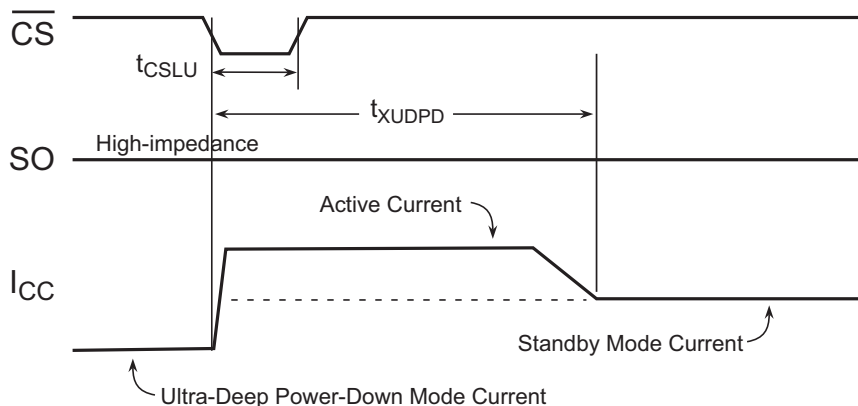 CS
tCSLU
tXUDPD
High-impedance
SO
Active Current
ICC
Standby Mode Current
Ultra-Deep Power-Down Mode Current